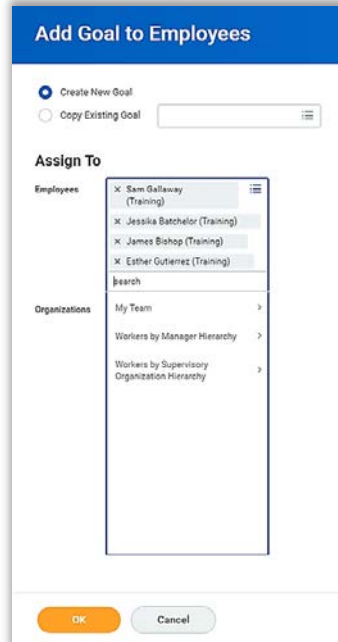 Add Goal to Employees
Create New Goal
Copy Existing Goal
Assign To
Employees
× Sam Gallaway
(Training)
× Jessika Batchelor (Training)
× James Bishop (Training)
× Esther Gutierrez (Training)
search
Organizations
My Team
Workers by Manager Hierarchy
Workers by Supervisory
Organization Hierarchy
OK
Cancel